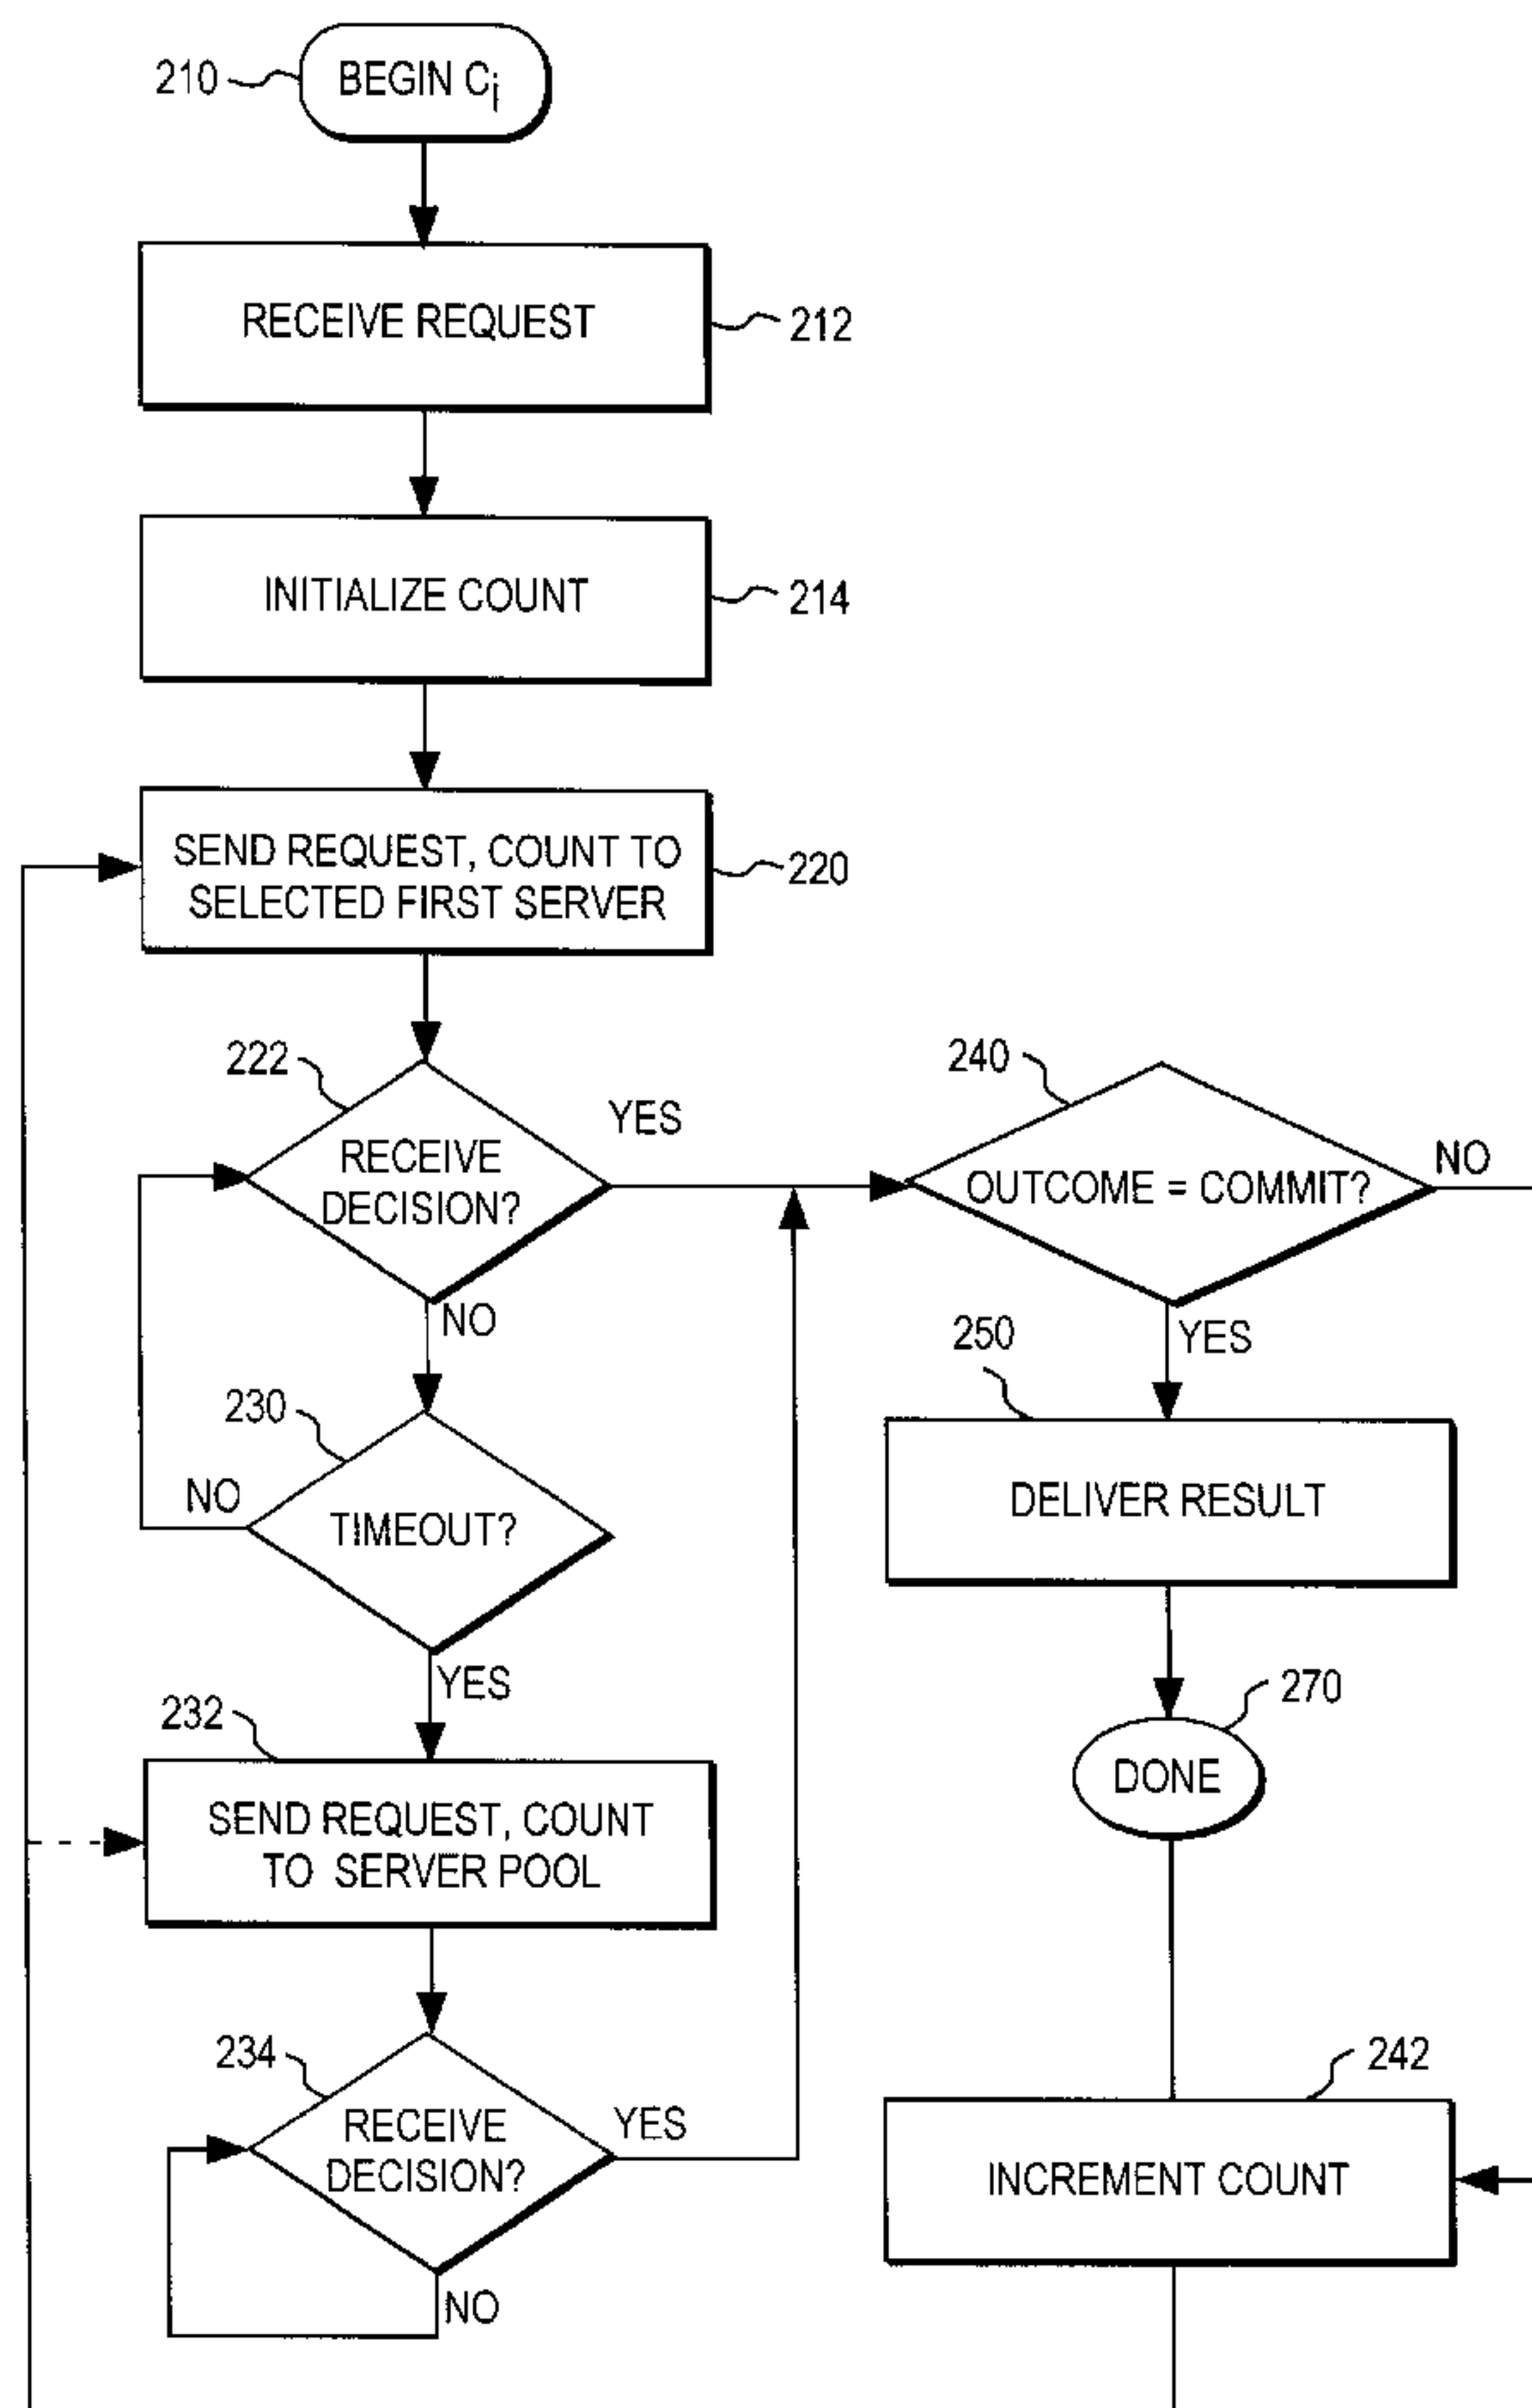 210
BEGIN Ci
RECEIVE REQUEST
212
INITIALIZE COUNT
214
SEND REQUEST, COUNT TO
SELECTED FIRST SERVER
220
222
RECEIVE
DECISION?
YES
NO
240
OUTCOME = COMMIT?
NO
YES
230
TIMEOUT?
NO
YES
250
DELIVER RESULT
270
DONE
232
SEND REQUEST, COUNT
TO SERVER POOL
234
RECEIVE
DECISION?
YES
NO
242
INCREMENT COUNT